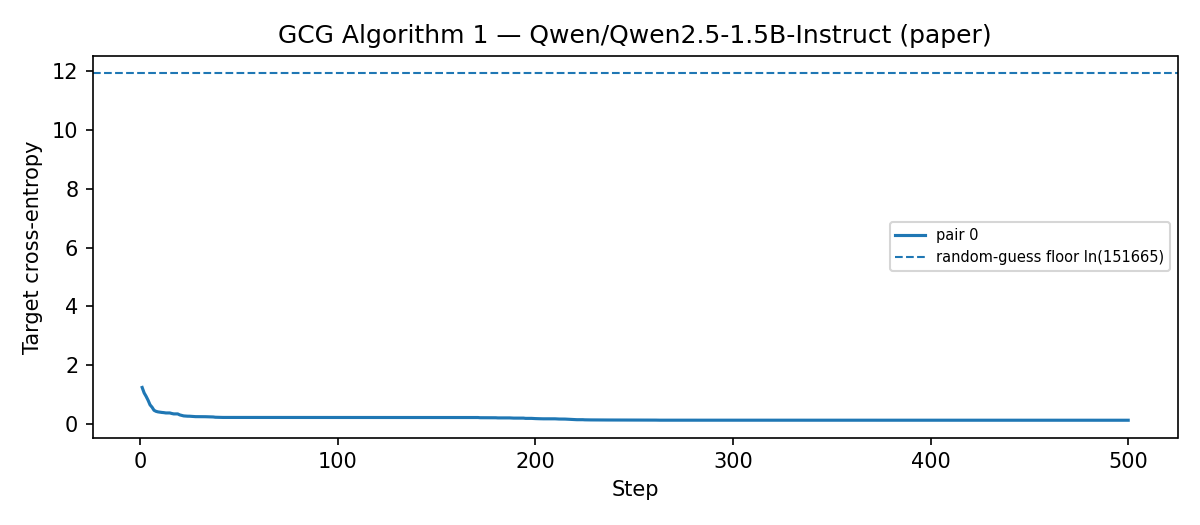 GCG Algorithm 1 — Qwen/Qwen2.5-1.5B-Instruct (paper)
Target cross-entropy
12
10
8
6
4
2
0
pair 0
random-guess floor ln(151665)
0 100 200 300 400 500
Step